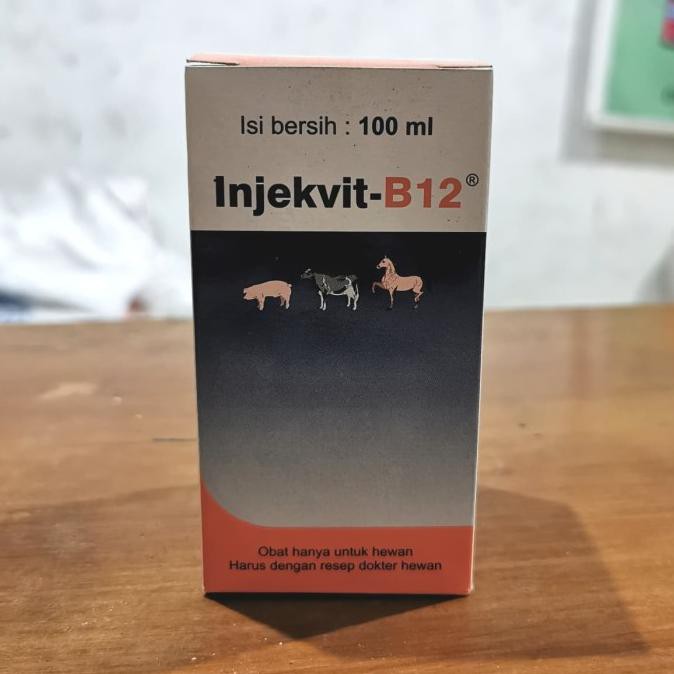 Isi bersih : 100 ml
Injekvit-B12®
Obat hanya untuk hewan
Harus dengan resep dokter hewan